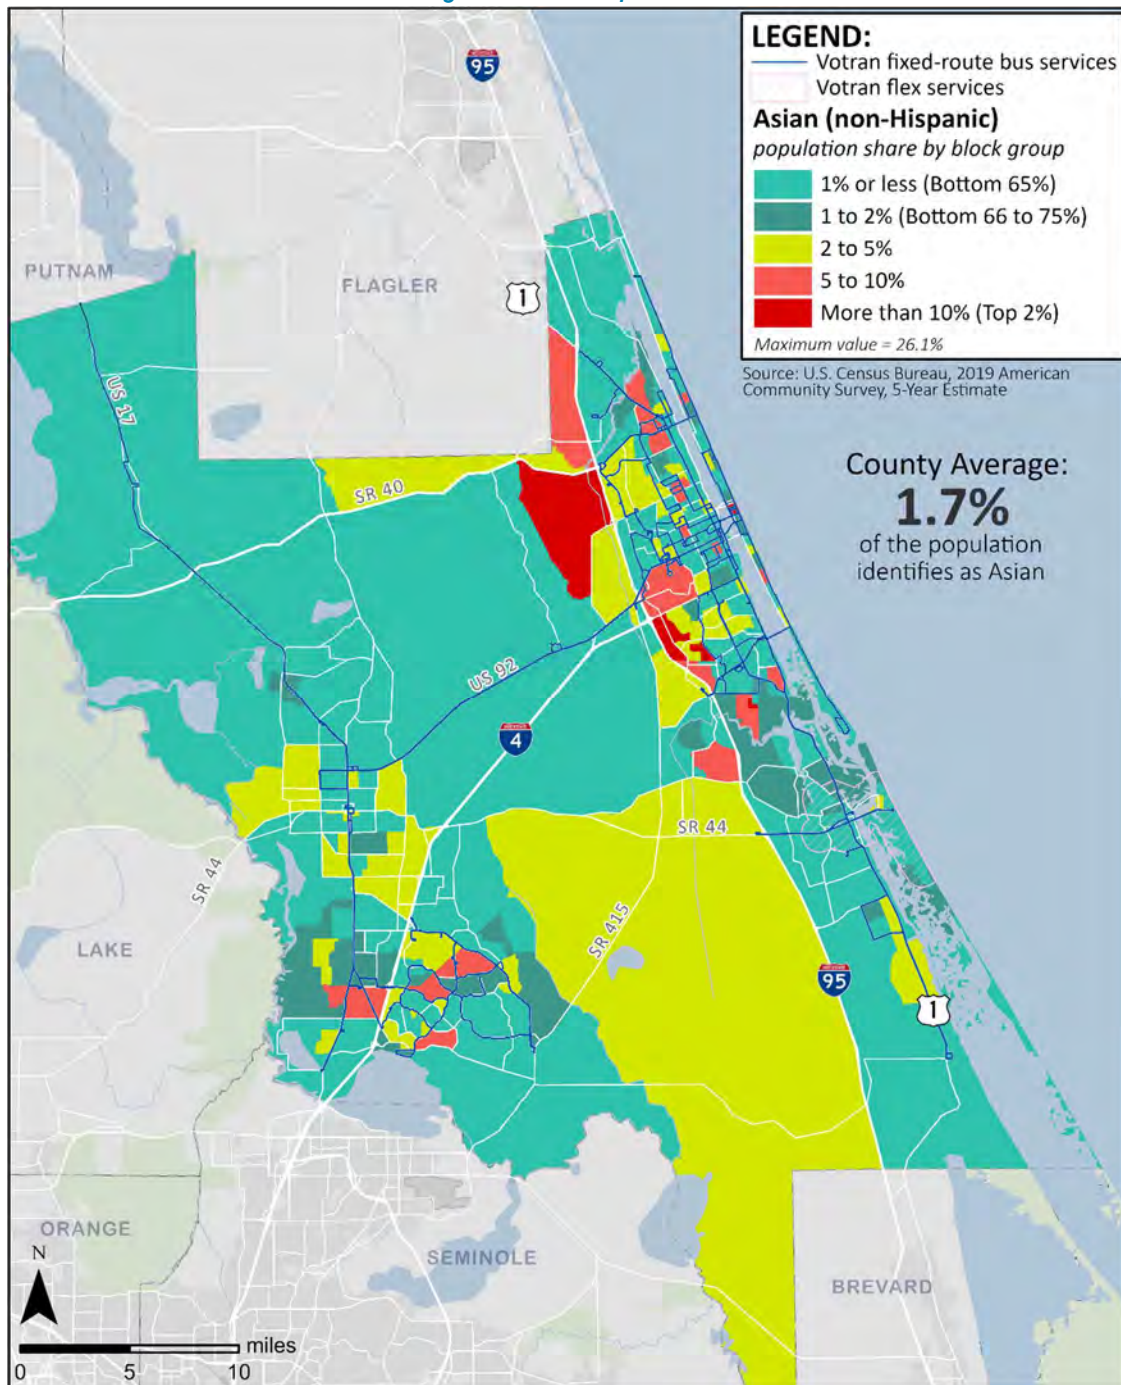 LEGEND:
Votran fixed-route bus services
Votran flex services
Asian (non-Hispanic)
population share by block group
1% or less (Bottom 65%)
1 to 2% (Bottom 66 to 75%)
2 to 5%
5 to 10%
More than 10% (Top 2%)
Maximum value = 26.1%
Source: U.S. Census Bureau, 2019 American
Community Survey, 5-Year Estimate
County Average:
1.7%
of the population
identifies as Asian
95
PUTNAM
FLAGLER
1
US 17
SR 40
US 92
4
SR 44
SR 44
SR 415
LAKE
95
1
ORANGE
SEMINOLE
BREVARD
N
miles
0 5 10